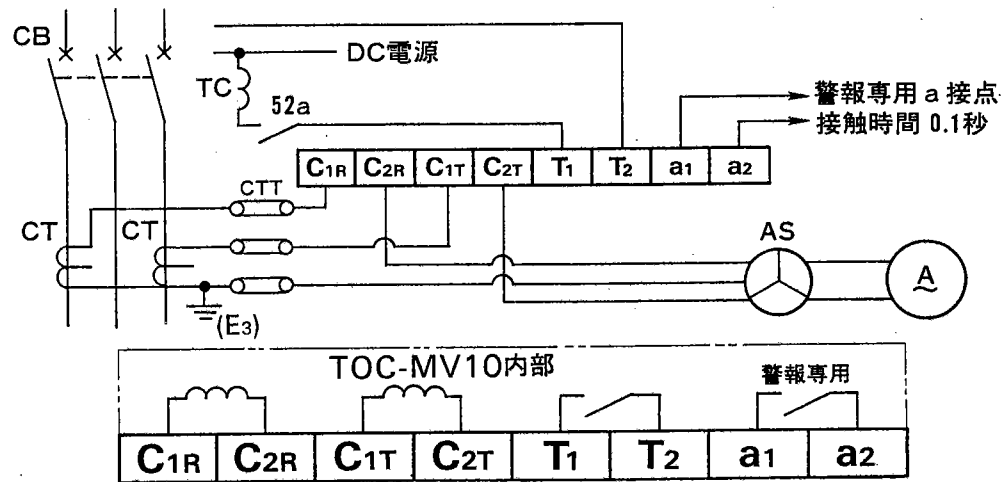 CB
DC電源
TC
52a
警報専用a接点
接触時間 0.1秒
C1R C2R C1T C2T T1 T2 a1 a2
CTT
CT CT
AS
A
(E3)
TOC-MV10内部
警報専用
C1R C2R C1T C2T T1 T2 a1 a2